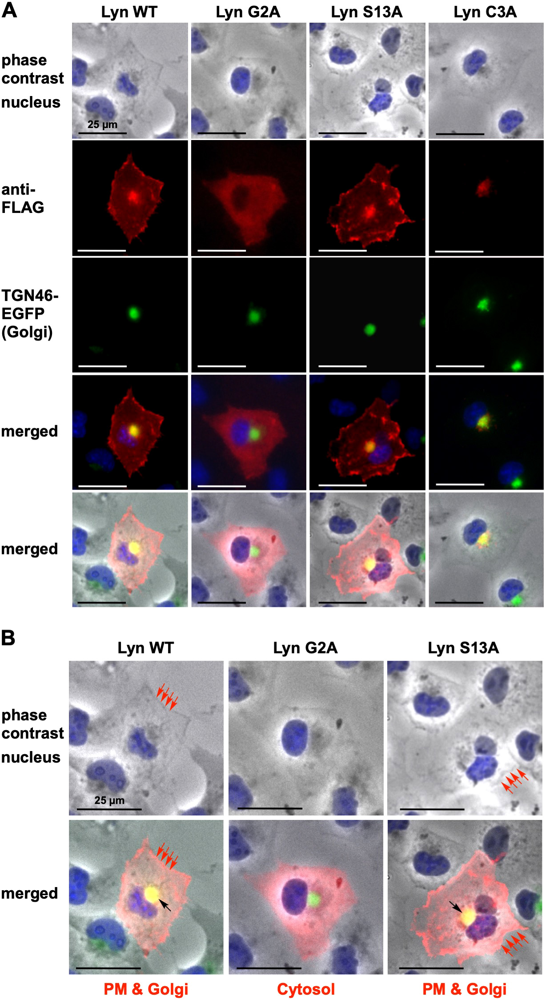 A
Lyn WT Lyn G2A Lyn S13A Lyn C3A
phase
contrast
nucleus
25 µm
anti-
FLAG
TGN46-
EGFP
(Golgi)
merged
merged
B
Lyn WT Lyn G2A Lyn S13A
phase
contrast
nucleus
25 µm
merged
PM & Golgi Cytosol PM & Golgi